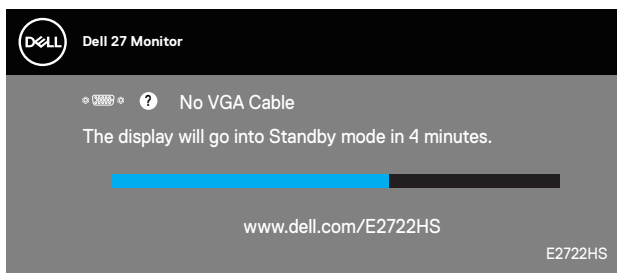 DELL
Dell 27 Monitor
? No VGA Cable
The display will go into Standby mode in 4 minutes.
www.dell.com/E2722HS
E2722HS